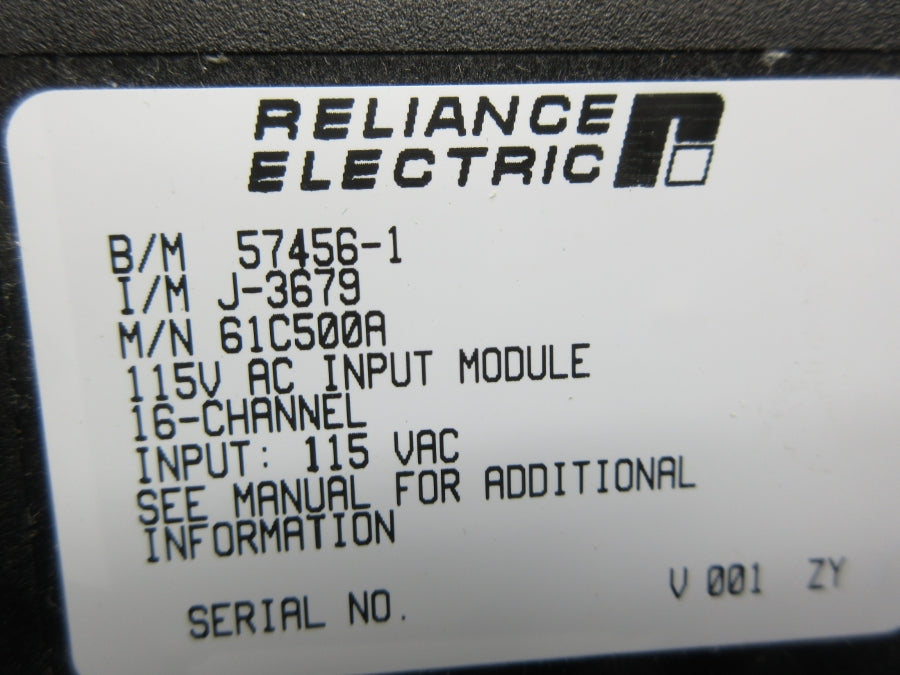 RELIANCE
ELECTRIC
B/M 57456-1
I/M J-3679
M/N 61C500A
115V AC INPUT MODULE
16-CHANNEL
INPUT: 115 VAC
SEE MANUAL FOR ADDITIONAL
INFORMATION
SERIAL NO. V 001 ZY